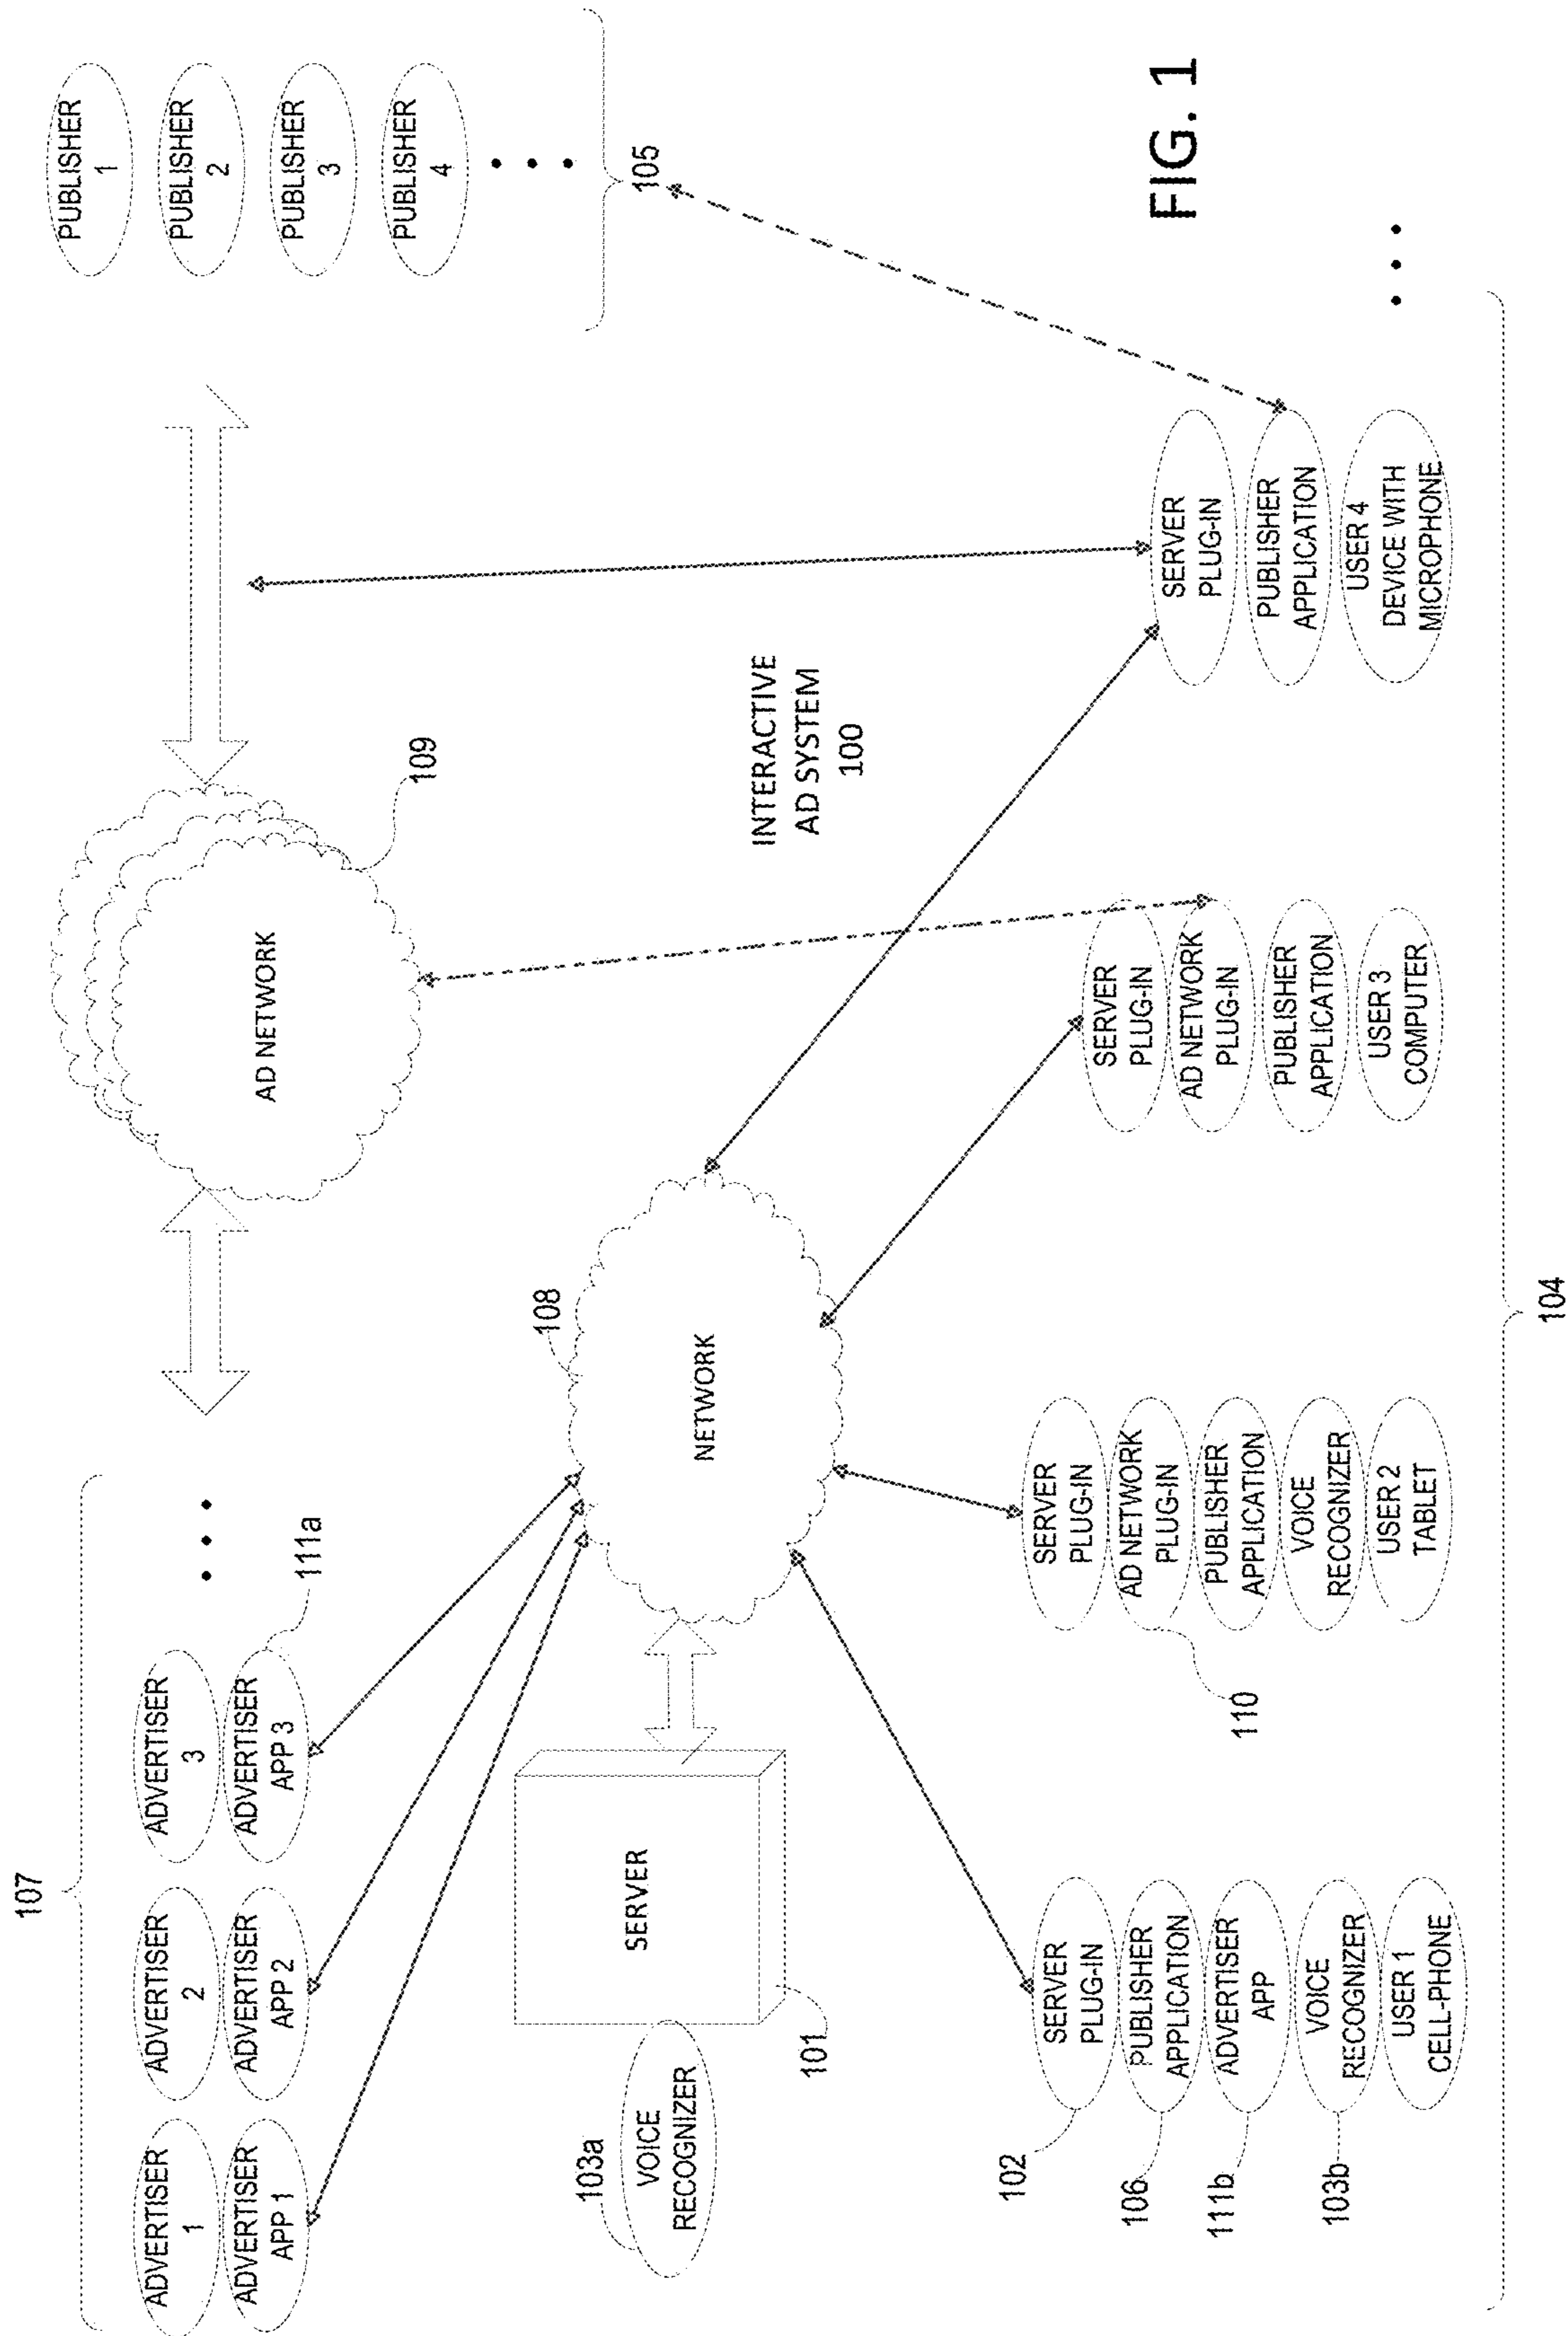 107
ADVERTISER
1
ADVERTISER
APP 1
ADVERTISER
2
ADVERTISER
APP 2
ADVERTISER
3
ADVERTISER
APP 3
111a
AD NETWORK
109
PUBLISHER
1
PUBLISHER
2
PUBLISHER
3
PUBLISHER
4
105
103a
VOICE
RECOGNIZER
SERVER
101
108
NETWORK
INTERACTIVE
AD SYSTEM
100
102
106
111b
103b
SERVER
PLUG-IN
PUBLISHER
APPLICATION
ADVERTISER
APP
VOICE
RECOGNIZER
USER 1
CELL-PHONE
110
SERVER
PLUG-IN
AD NETWORK
PLUG-IN
PUBLISHER
APPLICATION
VOICE
RECOGNIZER
USER 2
TABLET
SERVER
PLUG-IN
AD NETWORK
PLUG-IN
PUBLISHER
APPLICATION
USER 3
COMPUTER
SERVER
PLUG-IN
PUBLISHER
APPLICATION
USER 4
DEVICE WITH
MICROPHONE
104
FIG. 1